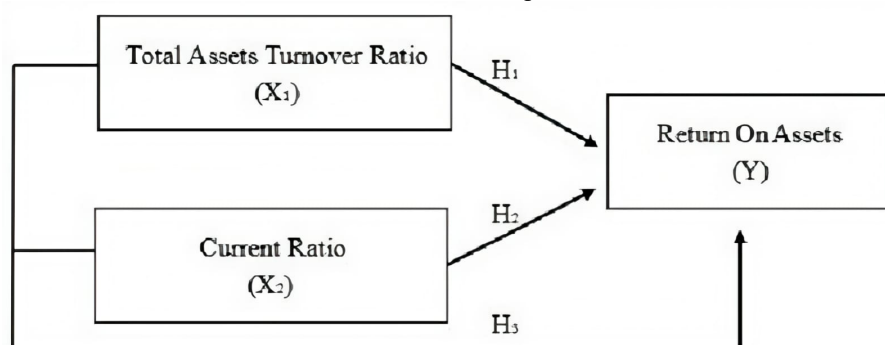 Total Assets Turnover Ratio
(X₁)
H₁
Return On Assets
(Y)
H₂
Current Ratio
(X₂)
H₃